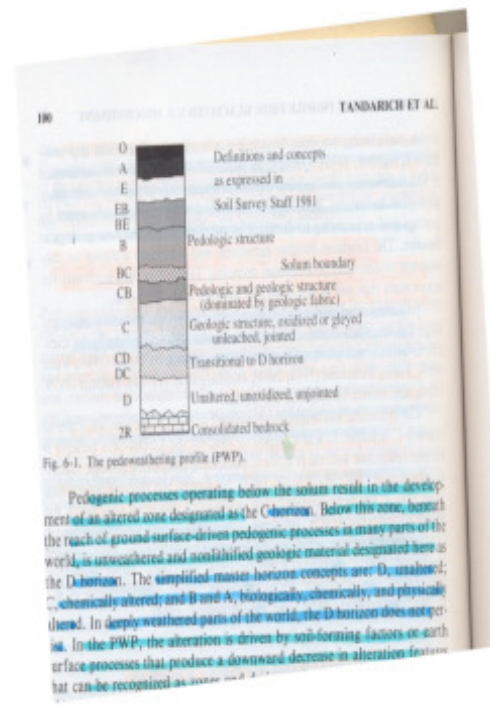 100 TANDARICH ET AL.
O
A
E
EB
BE
B
BC
CB
C
CD
DC
D
2R
Definitions and concepts
as expressed in
Soil Survey Staff 1981
Pedologic structure
Solum boundary
Pedologic and geologic structure
(dominated by geologic fabric)
Geologic structure, oxidized or gleyed
unleached, jointed
Transitional to D horizon
Unaltered, unoxidized, unjointed
Consolidated bedrock
Fig. 6-1. The pedoweathering profile (PWP).
Pedogenic processes operating below the solum result in the develop-
ment of an altered zone designated as the C horizon. Below this zone, beneath
the reach of ground surface-driven pedogenic processes in many parts of the
world, is unweathered and nonlithified geologic material designated here as
the D horizon. The simplified master horizon concepts are: D, unaltered;
C, chemically altered; and B and A, biologically, chemically, and physically
altered. In deeply weathered parts of the world, the D horizon does not per-
In the PWP, the alteration is driven by soil-forming factors or earth
surface processes that produce a downward decrease in alteration features
that can be recognized as zones and